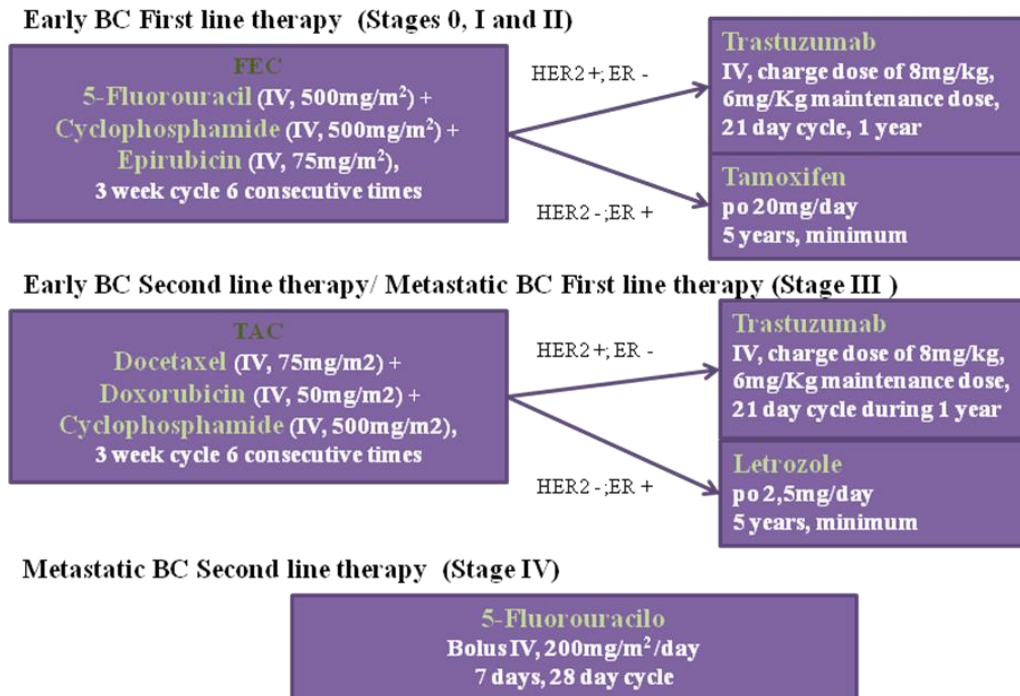 Early BC First line therapy (Stages 0, I and II)
FEC
5-Fluorouracil (IV, 500mg/m²) +
Cyclophosphamide (IV, 500mg/m²) +
Epirubicin (IV, 75mg/m²),
3 week cycle 6 consecutive times
HER2 +; ER -
HER2 -;ER +
Trastuzumab
IV, charge dose of 8mg/kg,
6mg/Kg maintenance dose,
21 day cycle, 1 year
Tamoxifen
po 20mg/day
5 years, minimum
Early BC Second line therapy/ Metastatic BC First line therapy (Stage III )
TAC
Docetaxel (IV, 75mg/m2) +
Doxorubicin (IV, 50mg/m2) +
Cyclophosphamide (IV, 500mg/m2),
3 week cycle 6 consecutive times
HER2 +; ER -
HER2 -; ER +
Trastuzumab
IV, charge dose of 8mg/kg,
6mg/Kg maintenance dose,
21 day cycle during 1 year
Letrozole
po 2,5mg/day
5 years, minimum
Metastatic BC Second line therapy (Stage IV)
5-Fluorouracilo
Bolus IV, 200mg/m²/day
7 days, 28 day cycle